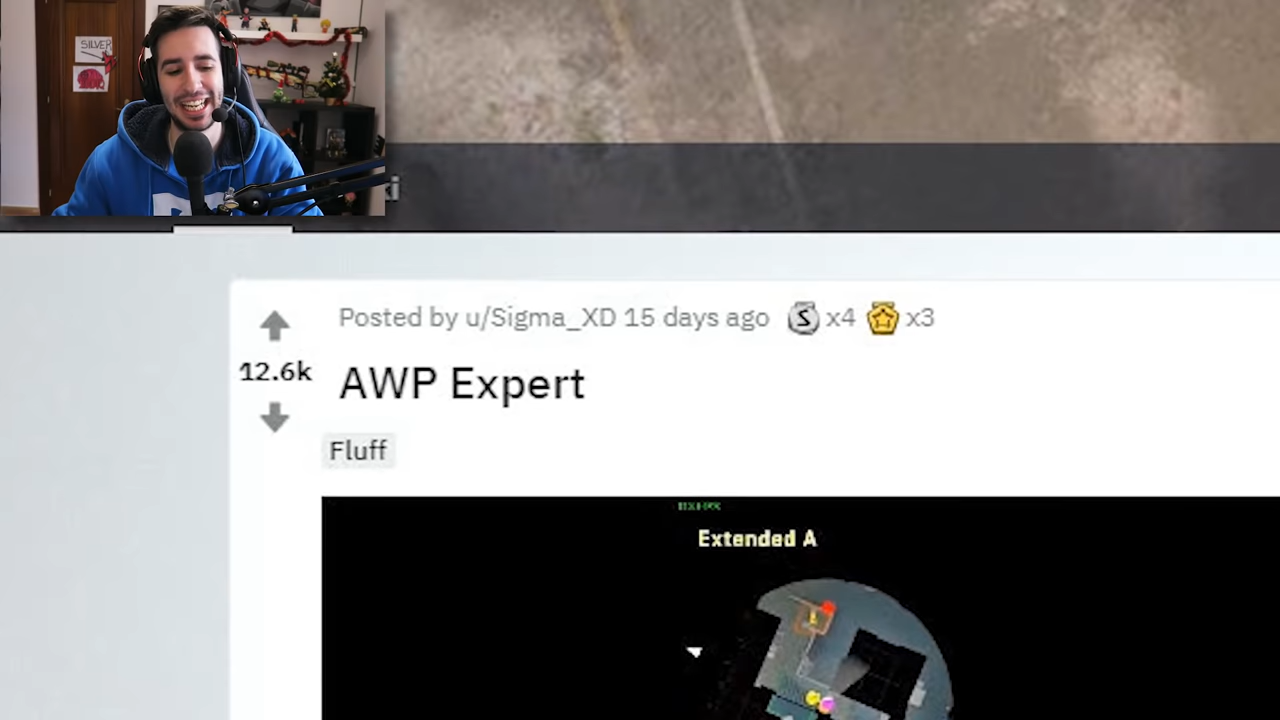 SILVER
Posted by u/Sigma_XD 15 days ago x4 x3
12.6k
AWP Expert
Fluff
Extended A